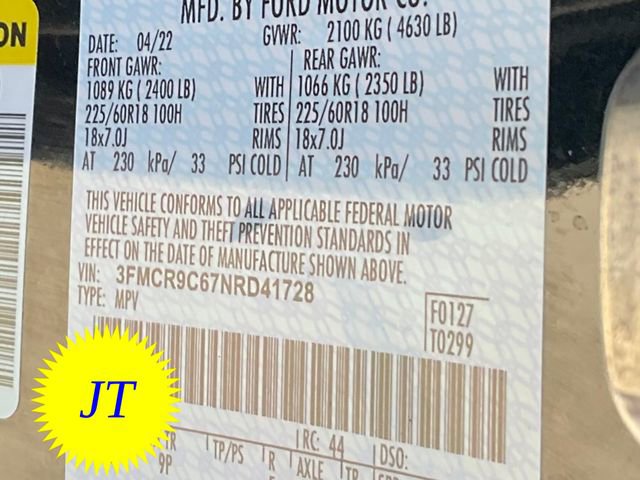 ON
MFD. BY FORD MOTOR CO.
DATE: 04/22 GVWR: 2100 KG ( 4630 LB)
FRONT GAWR: REAR GAWR:
1089 KG ( 2400 LB) WITH 1066 KG ( 2350 LB) WITH
225/60R18 100H TIRES 225/60R18 100H TIRES
18x7.0J RIMS 18x7.0J RIMS
AT 230 kPa/ 33 PSI COLD AT 230 kPa/ 33 PSI COLD
THIS VEHICLE CONFORMS TO ALL APPLICABLE FEDERAL MOTOR
VEHICLE SAFETY AND THEFT PREVENTION STANDARDS IN
EFFECT ON THE DATE OF MANUFACTURE SHOWN ABOVE.
VIN: 3FMCR9C67NRD41728
TYPE: MPV
F0127
T0299
JT
RC: 44 DSO:
TR TP/PS R AXLE TR
9P